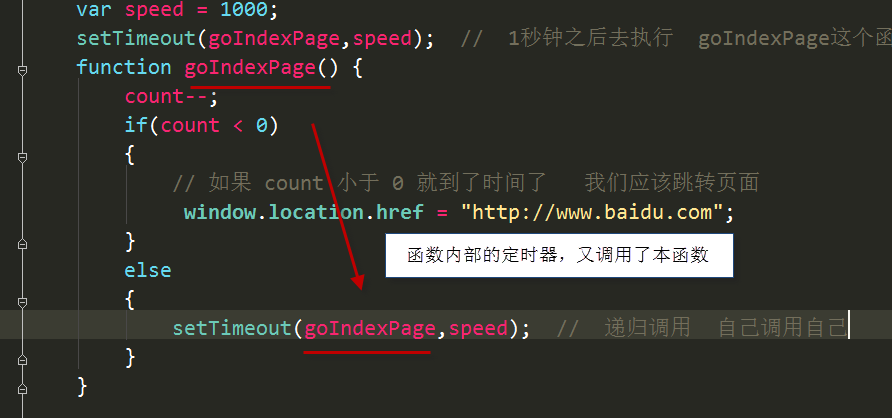 var speed = 1000;
setTimeout(goIndexPage,speed);  //  1秒钟之后去执行  goIndexPage这个函
function goIndexPage() {
count--;
if(count < 0)
{
// 如果 count 小于 0 就到了时间了   我们应该跳转页面
window.location.href = "http://www.baidu.com";
}
函数内部的定时器，又调用了本函数
else
{
setTimeout(goIndexPage,speed);  //  递归调用  自己调用自己
}
}